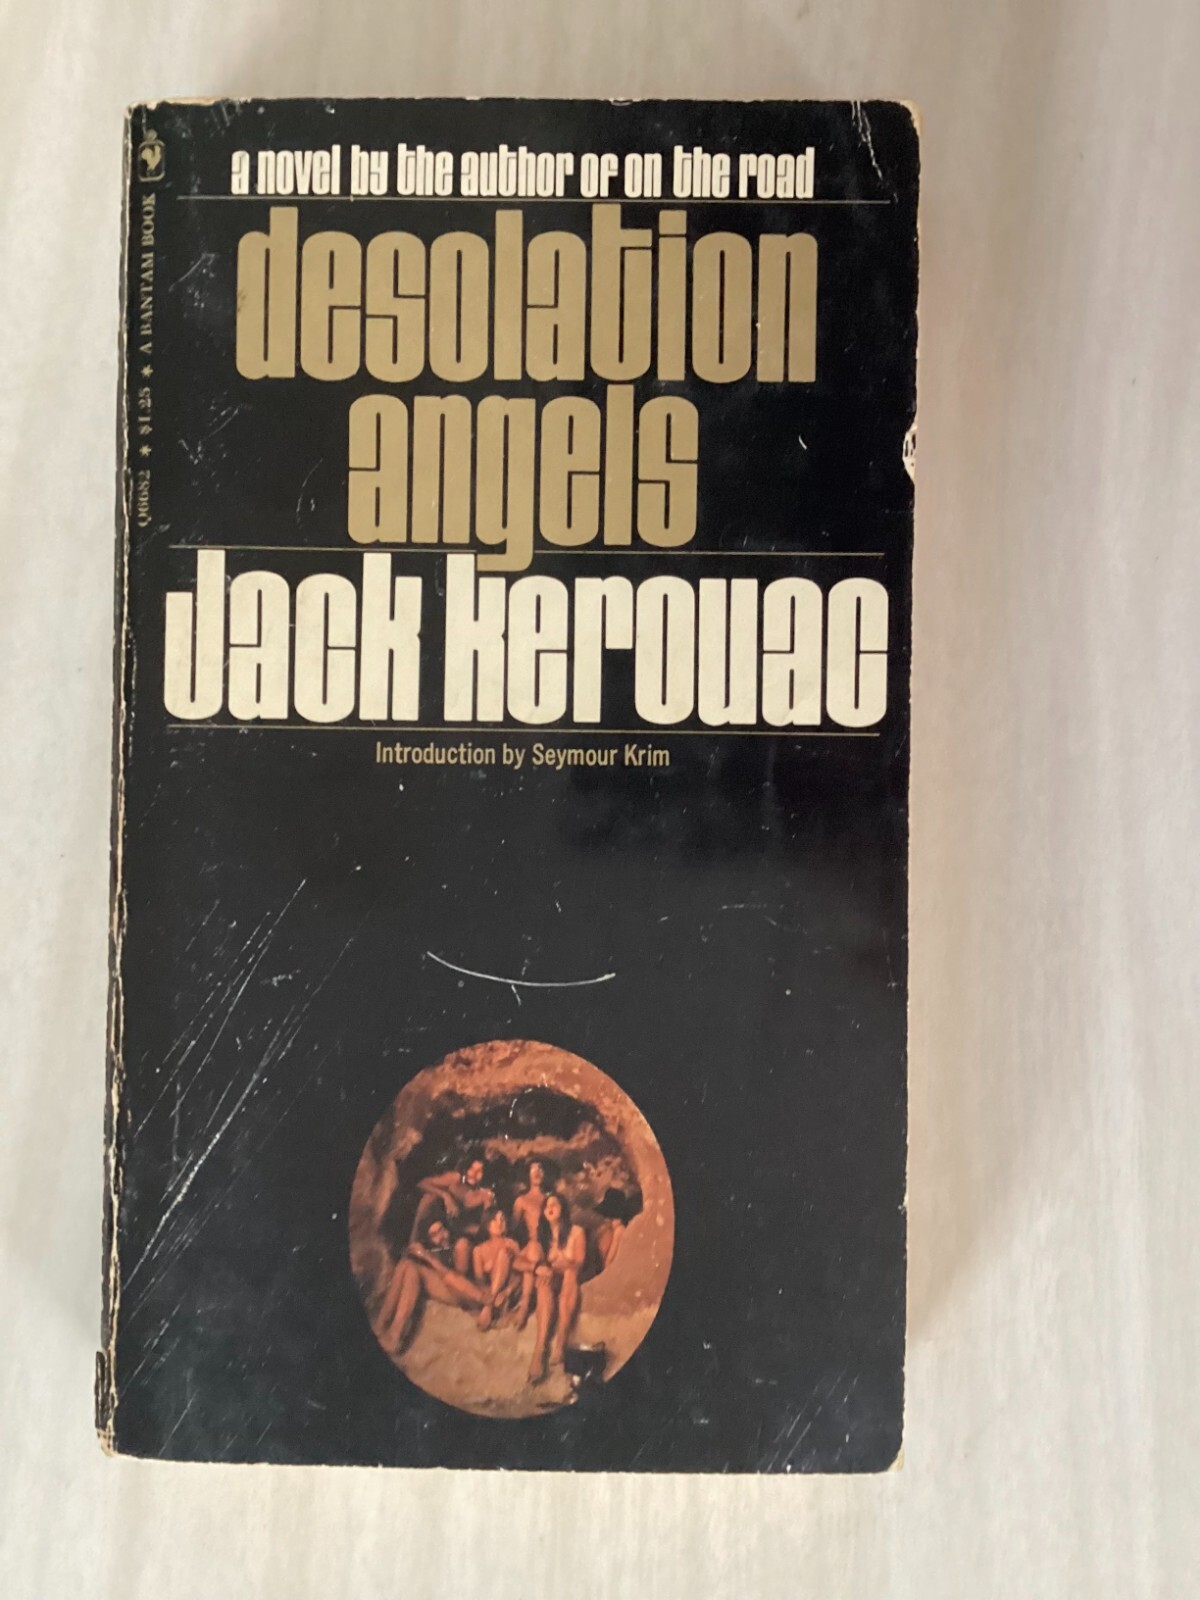 a novel by the author of on the road
desolation
angels
Jack Kerouac
Introduction by Seymour Krim
Q6682 * $1.25 * A BANTAM BOOK